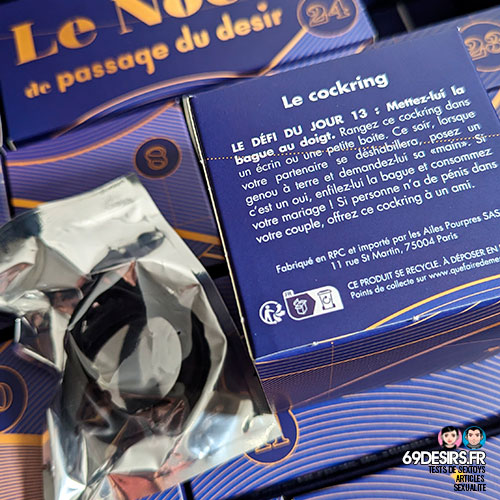 Le Noë
de passage du desir
24
23
Le cockring
LE DÉFI DU JOUR 13 : Mettez-lui la
bague au doigt. Rangez ce cockring dans
un écrin ou une petite boite. Ce soir, lorsque
votre partenaire se déshabillera, posez un
genou à terre et demandez-lui sa emains. Si
c'est un oui, enfilez-lui la bague et consommez
votre mariage ! Si personne n'a de pénis dans
votre couple, offrez ce cockring à un ami.
Fabriqué en RPC et importé par les Ailes Pourpres SAS
11 rue St Martin, 75004 Paris
CE PRODUIT SE RECYCLE, À DÉPOSER EN
Points de collecte sur www.quefairedeme
FR
21
69DESIRS.FR
TESTS DE SEXTOYS
ARTICLES
SEXUALITÉ